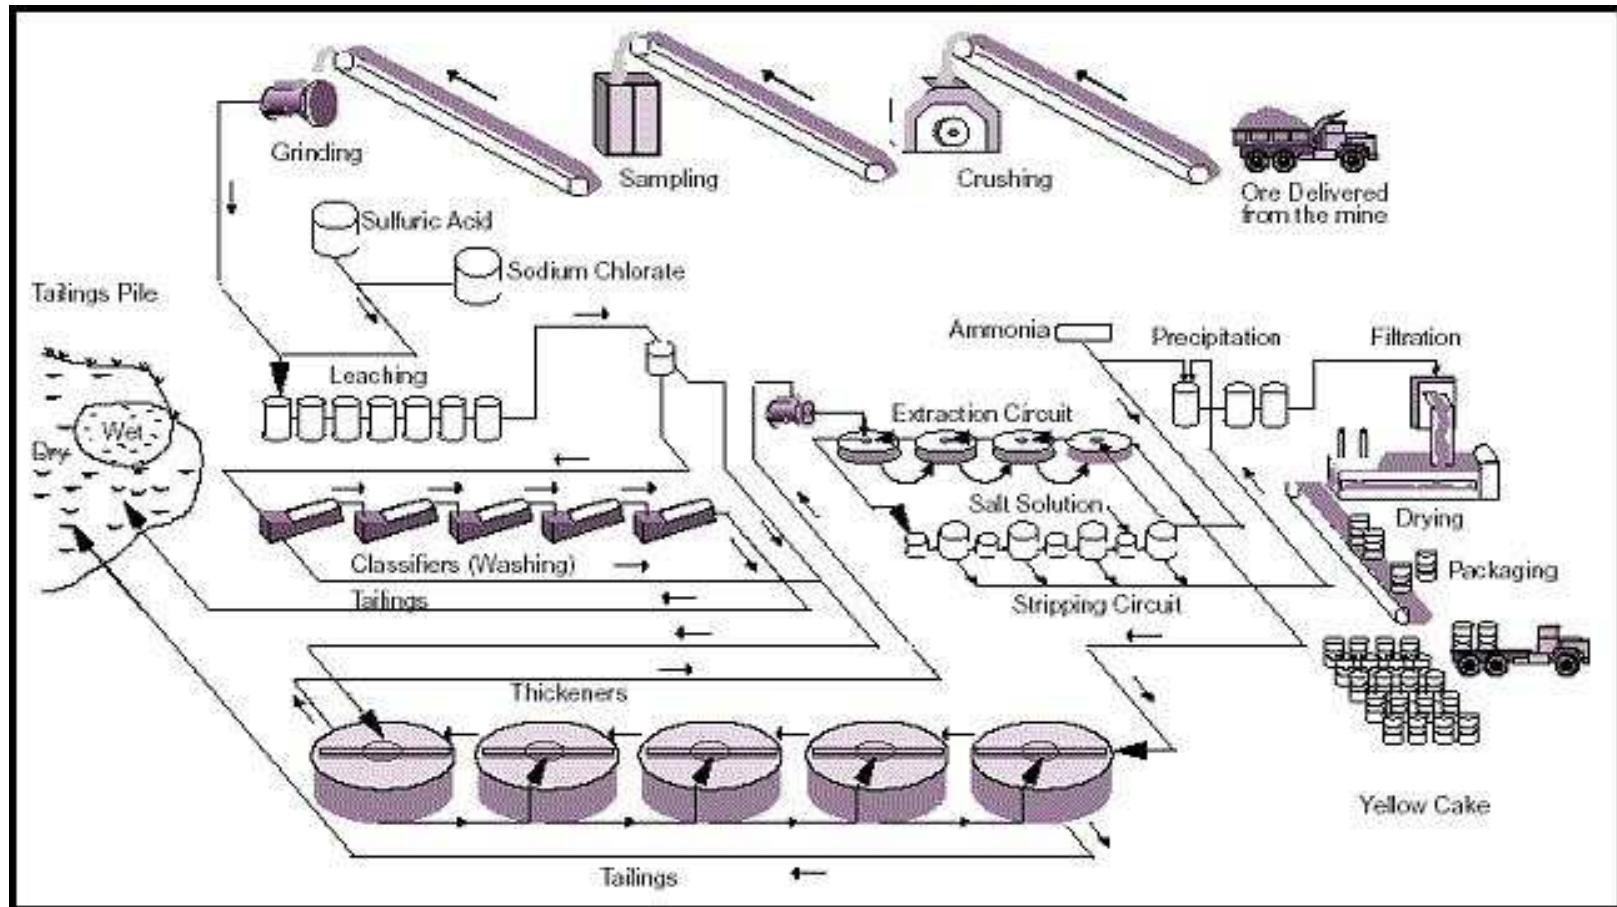 Grinding
Sampling
Crushing
Ore Delivered
from the mine
Sulfuric Acid
Sodium Chlorate
Tailings Pile
Leaching
Ammonia
Precipitation
Filtration
Wet
Dry
Extraction Circuit
Salt Solution
Drying
Classifiers (Washing)
Packaging
Tailings
Stripping Circuit
Thickeners
Yellow Cake
Tailings